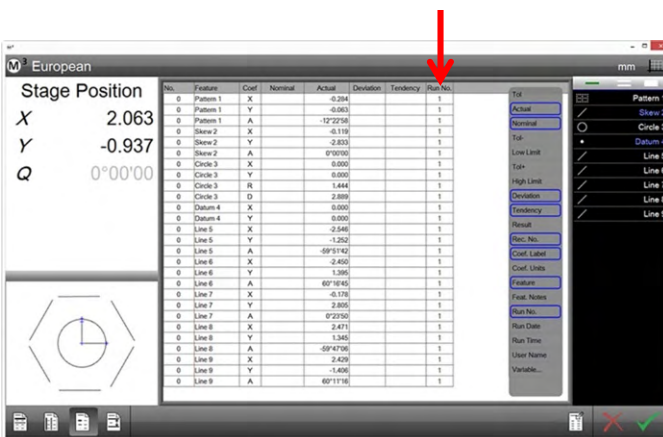 M³ European mm
Stage Position
X 2.063
Y -0.937
Q 0°00'00
No. Feature Coef Nominal Actual Deviation Tendency Run No.
0 Pattern 1 X -0.284 1
0 Pattern 1 Y -0.063 1
0 Pattern 1 A -12°22'58 1
0 Skew 2 X -0.119 1
0 Skew 2 Y -2.833 1
0 Skew 2 A 0°00'00 1
0 Circle 3 X 0.000 1
0 Circle 3 Y 0.000 1
0 Circle 3 R 1.444 1
0 Circle 3 D 2.889 1
0 Datum 4 X 0.000 1
0 Datum 4 Y 0.000 1
0 Line 5 X -2.546 1
0 Line 5 Y -1.252 1
0 Line 5 A -59°51'42 1
0 Line 6 X -2.450 1
0 Line 6 Y 1.395 1
0 Line 6 A 60°16'45 1
0 Line 7 X -0.178 1
0 Line 7 Y 2.805 1
0 Line 7 A 0°23'50 1
0 Line 8 X 2.471 1
0 Line 8 Y 1.345 1
0 Line 8 A -59°47'06 1
0 Line 9 X 2.429 1
0 Line 9 Y -1.406 1
0 Line 9 A 60°11'16 1
Tol
Actual
Nominal
Tol-
Low Limit
Tol+
High Limit
Deviation
Tendency
Result
Rec. No.
Coef. Label
Coef. Units
Feature
Feat. Notes
Run No.
Run Date
Run Time
User Name
Variable...
Pattern
Skew
Circle
Datum
Line
Line
Line
Line
Line